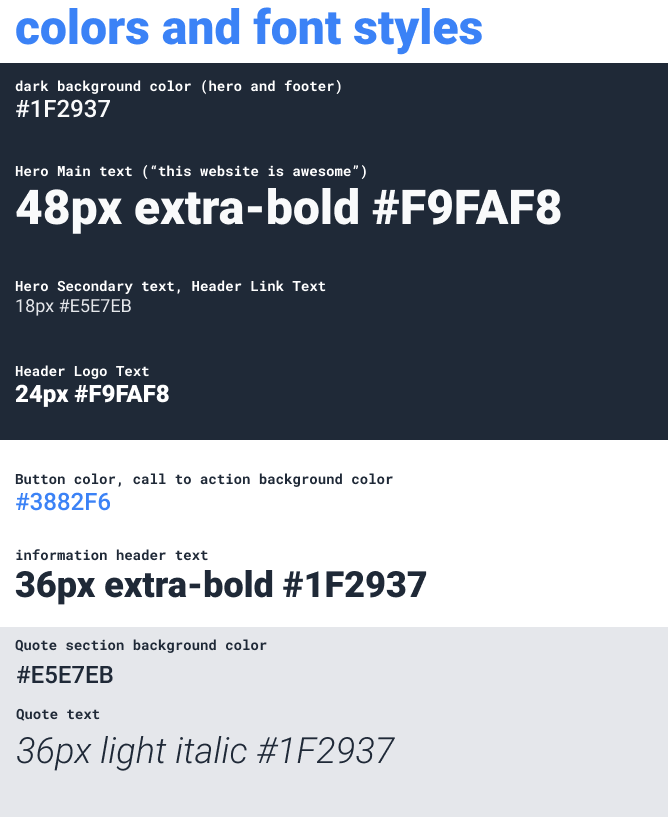 colors and font styles
dark background color (hero and footer)
#1F2937
Hero Main text (“this website is awesome”)
48px extra-bold #F9FAF8
Hero Secondary text, Header Link Text
18px #E5E7EB
Header Logo Text
24px #F9FAF8
Button color, call to action background color
#3882F6
information header text
36px extra-bold #1F2937
Quote section background color
#E5E7EB
Quote text
36px light italic #1F2937